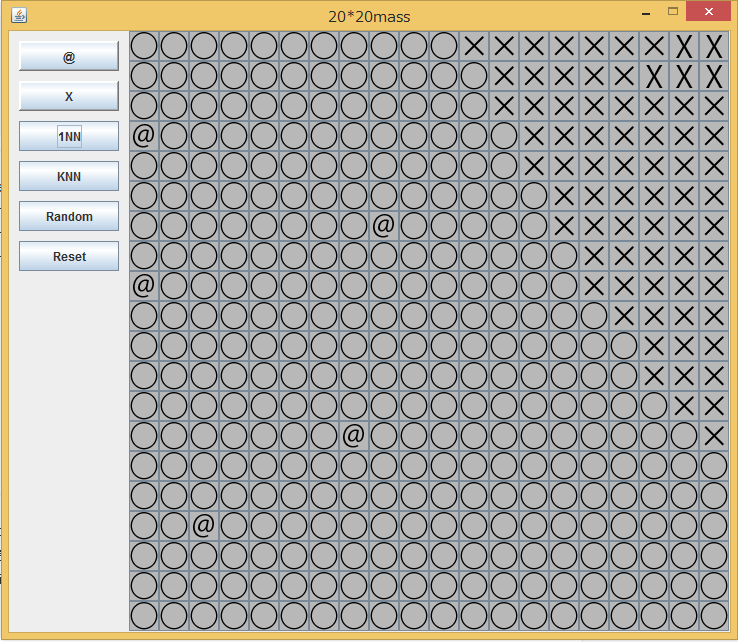 20*20mass
@
X
1NN
KNN
Random
Reset
X X
X X
@
@
@
@
@